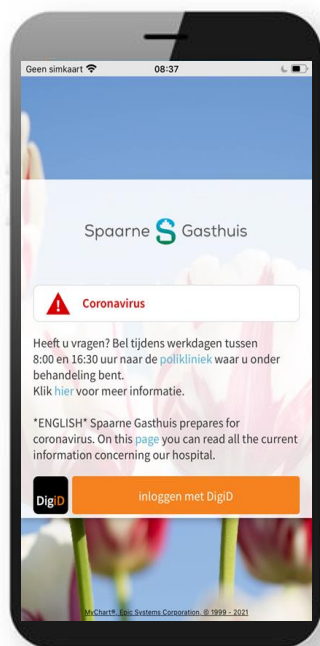 Geen simkaart 08:37
Spaarne Gasthuis
Coronavirus
Heeft u vragen? Bel tijdens werkdagen tussen
8:00 en 16:30 uur naar de polikliniek waar u onder
behandeling bent.
Klik hier voor meer informatie.
*ENGLISH* Spaarne Gasthuis prepares for
coronavirus. On this page you can read all the current
information concerning our hospital.
DigiD inloggen met DigiD
MyChart®, Epic Systems Corporation, © 1999 - 2021